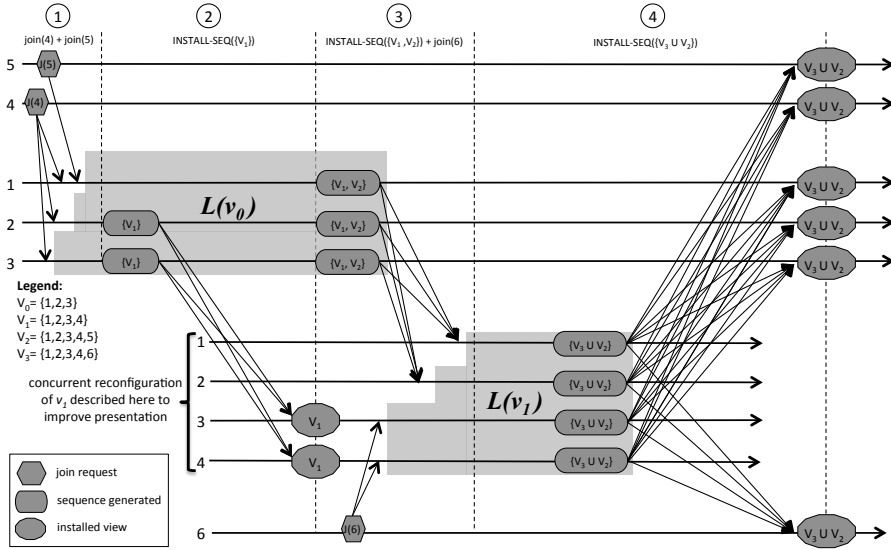 1
2
3
4
join(4) + join(5)
INSTALL-SEQ({V₁})
INSTALL-SEQ({V₁ ,V₂}) + join(6)
INSTALL-SEQ({V₃ U V₂})
5
J(5)
V₃ U V₂
4
J(4)
V₃ U V₂
1
{V₁, V₂}
V₃ U V₂
L(v₀)
2
{V₁}
{V₁, V₂}
V₃ U V₂
3
{V₁}
{V₁, V₂}
V₃ U V₂
Legend:
V₀= {1,2,3}
V₁= {1,2,3,4}
V₂= {1,2,3,4,5}
V₃= {1,2,3,4,6}
concurrent reconfiguration
of v₁ described here to
improve presentation
1
{V₃ U V₂}
2
{V₃ U V₂}
L(v₁)
3
V₁
{V₃ U V₂}
4
V₁
{V₃ U V₂}
6
J(6)
V₃ U V₂
join request
sequence generated
installed view